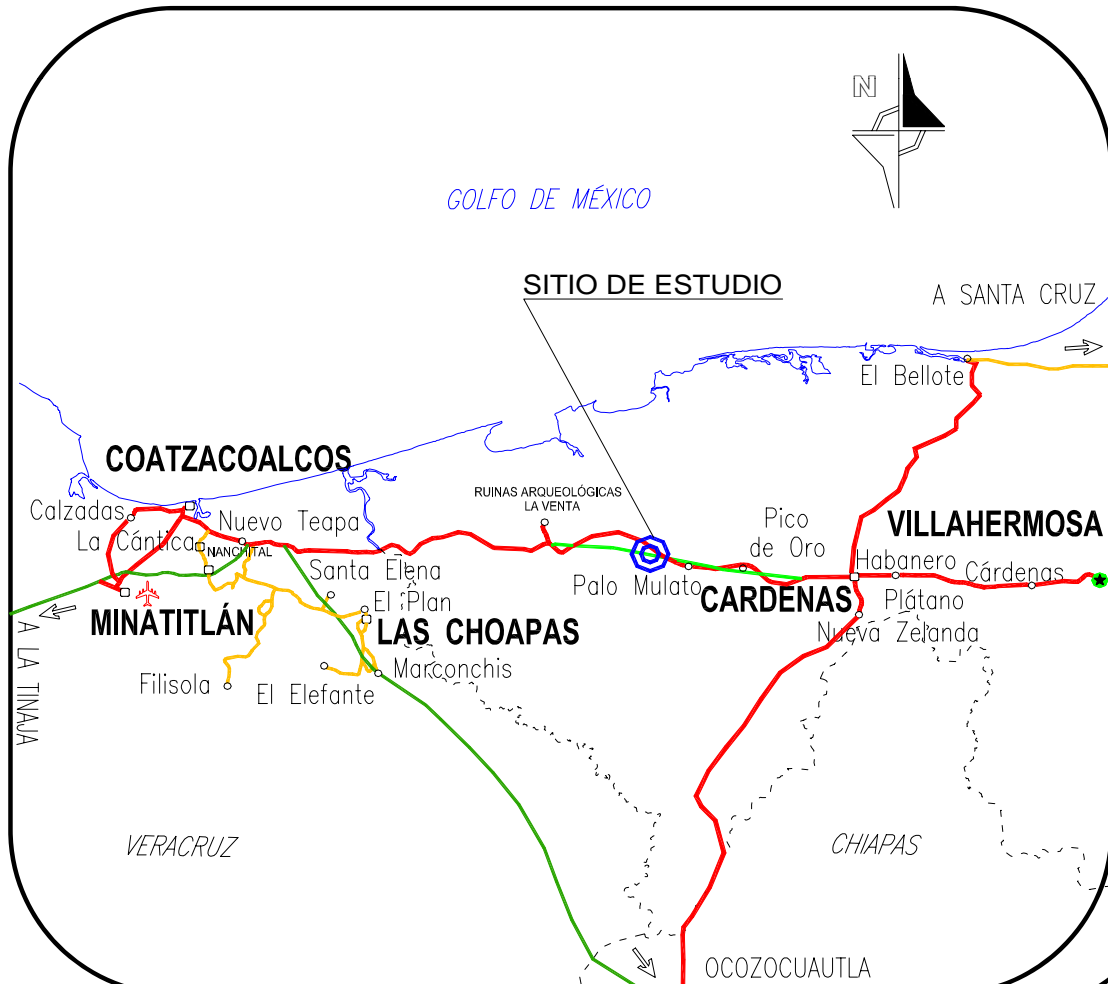 N
GOLFO DE MÉXICO
SITIO DE ESTUDIO
A SANTA CRUZ
El Bellote
COATZACOALCOS
RUINAS ARQUEOLÓGICAS
LA VENTA
Calzadas
Nuevo Teapa
Pico
de Oro
VILLAHERMOSA
La Cántica
NANCHITAL
Habanero
Santa Elena
Palo Mulato
Cárdenas
CARDENAS
El Plan
Plátano
MINATITLÁN
LAS CHOAPAS
Nueva Zelanda
A LA TINAJA
Marconchis
Filisola
El Elefante
VERACRUZ
CHIAPAS
OCOZOCUAUTLA